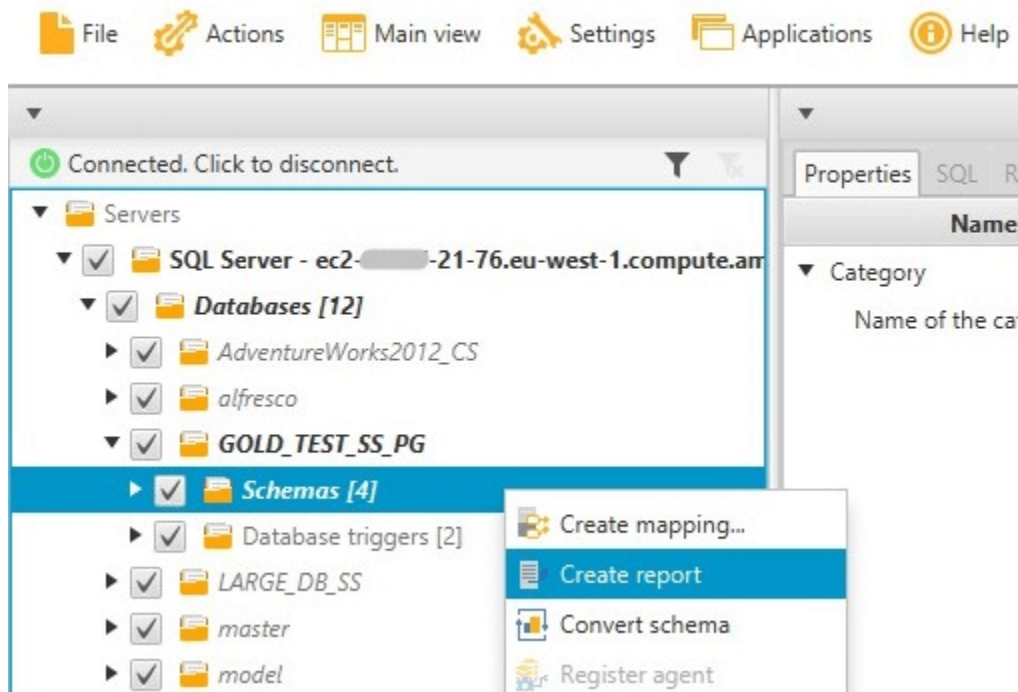 File Actions Main view Settings Applications Help
Connected. Click to disconnect.
Servers
SQL Server - ec2- -21-76.eu-west-1.compute.am
Databases [12]
AdventureWorks2012_CS
alfresco
GOLD_TEST_SS_PG
Schemas [4]
Database triggers [2]
LARGE_DB_SS
master
model
Create mapping...
Create report
Convert schema
Register agent
Properties SQL R
Name
Category
Name of the ca